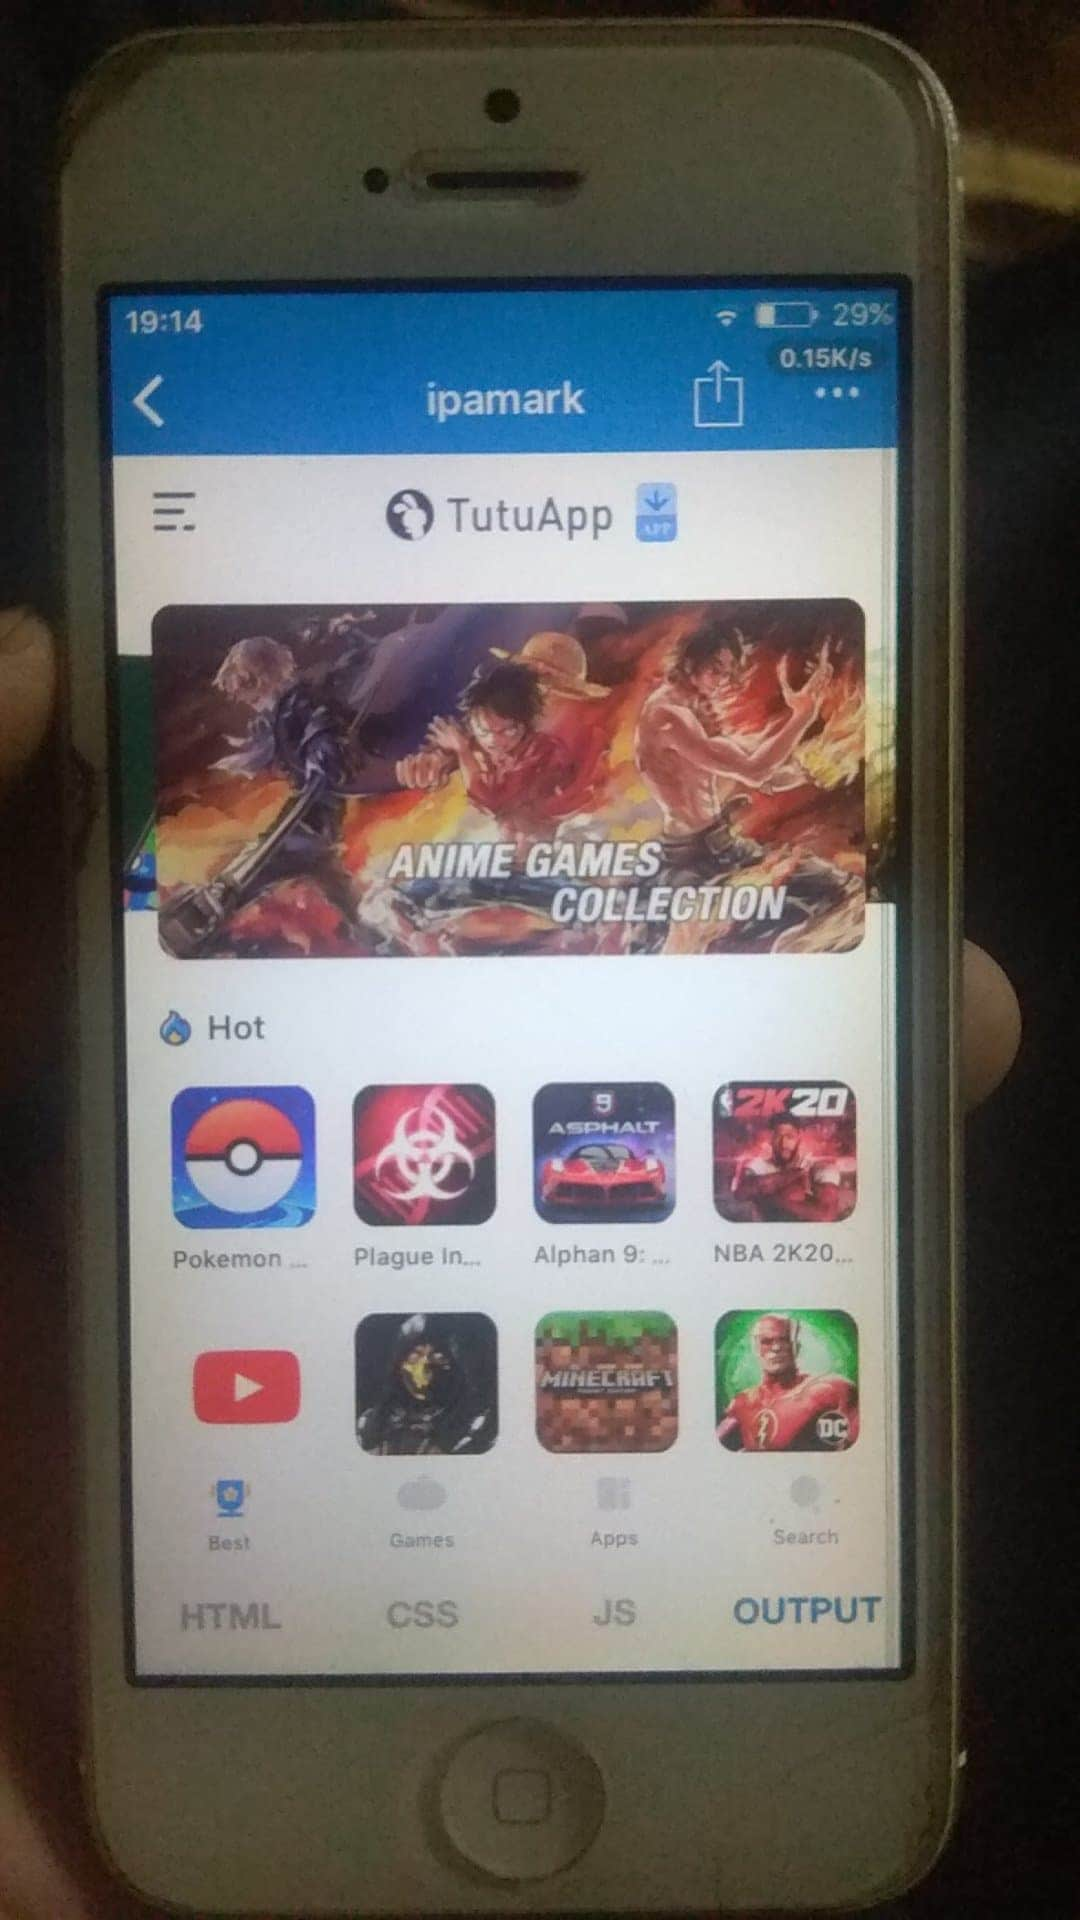 19:14
29%
0.15K/s
ipamark
TutuApp
APP
ANIME GAMES
COLLECTION
Hot
9
ASPHALT
2K20
Pokemon ...
Plague In...
Alphan 9: ...
NBA 2K20...
MINECRAFT
DC
Best
Games
Apps
Search
HTML
CSS
JS
OUTPUT